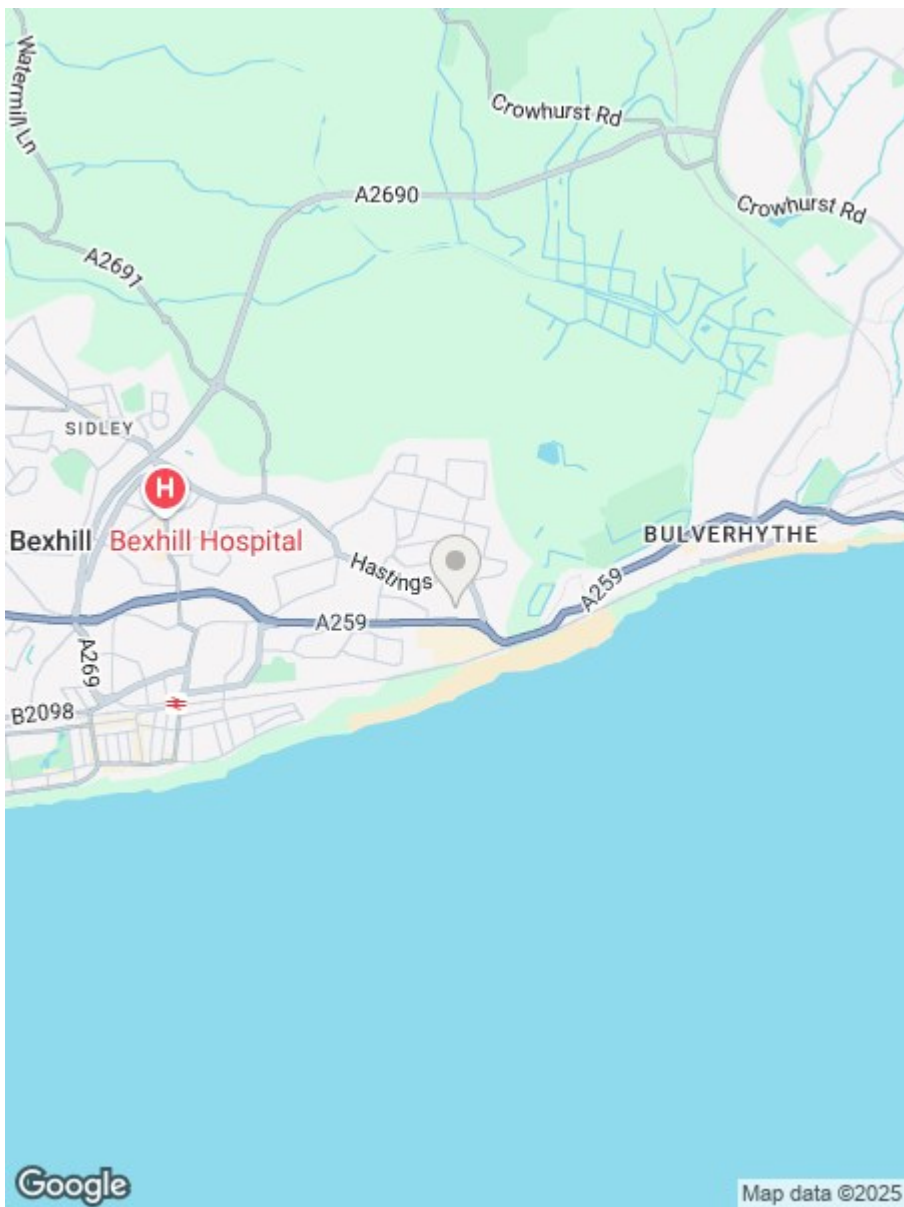 Watermill Ln
Crowhurst Rd
A2690
Crowhurst Rd
A2691
SIDLEY
H
Bexhill
Bexhill Hospital
BULVERHYTHE
Hastings
A259
A259
A269
B2098
Google
Map data ©2025